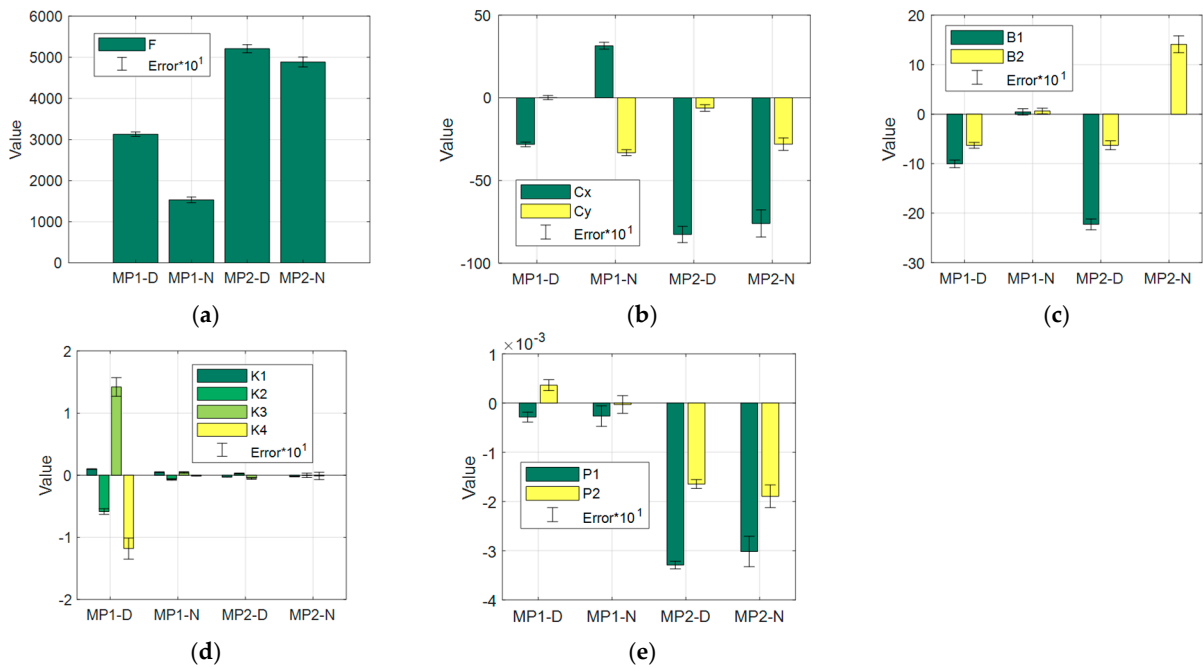 6000
5000
4000
3000
2000
1000
0
Value
F
Error*10^1
MP1-D MP1-N MP2-D MP2-N
(a)
50
0
-50
-100
Value
Cx
Cy
Error*10^1
MP1-D MP1-N MP2-D MP2-N
(b)
20
10
0
-10
-20
-30
Value
B1
B2
Error*10^1
MP1-D MP1-N MP2-D MP2-N
(c)
2
1
0
-1
-2
Value
K1
K2
K3
K4
Error*10^1
MP1-D MP1-N MP2-D MP2-N
(d)
×10^-3
1
0
-1
-2
-3
-4
Value
P1
P2
Error*10^1
MP1-D MP1-N MP2-D MP2-N
(e)